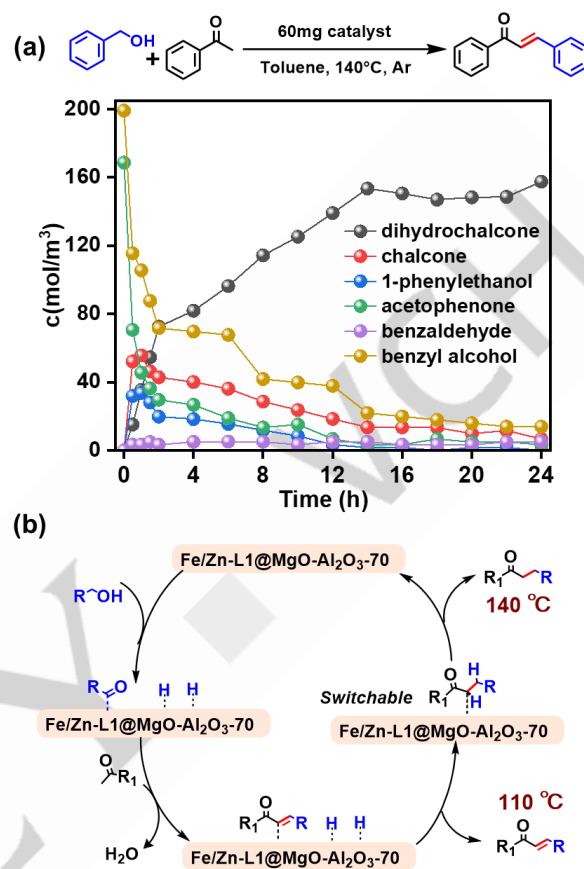 (a)
OH
O
+
60mg catalyst
Toluene, 140°C, Ar
O
c(mol/m³)
200
160
120
80
40
0
dihydrochalcone
chalcone
1-phenylethanol
acetophenone
benzaldehyde
benzyl alcohol
0 4 8 12 16 20 24
Time (h)
(b)
Fe/Zn-L1@MgO-Al₂O₃-70
R OH
O
R₁ R
140 °C
R O
H H
Fe/Zn-L1@MgO-Al₂O₃-70
Switchable
O H
R₁ R
H
Fe/Zn-L1@MgO-Al₂O₃-70
O
R₁
H₂O
O
R₁ R
H H
Fe/Zn-L1@MgO-Al₂O₃-70
110 °C
O
R₁ R